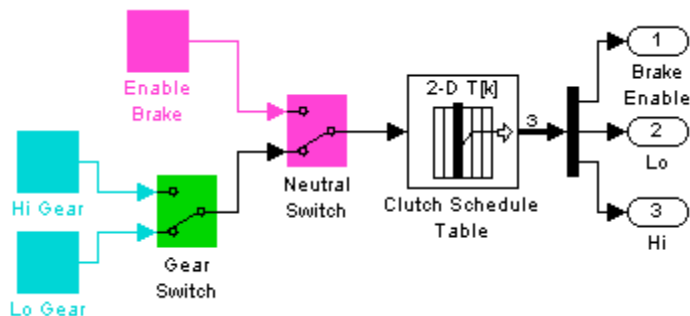 Enable
Brake
Hi Gear
Lo Gear
Gear
Switch
Neutral
Switch
2-D T[k]
Clutch Schedule
Table
3
1
Brake
Enable
2
Lo
3
Hi